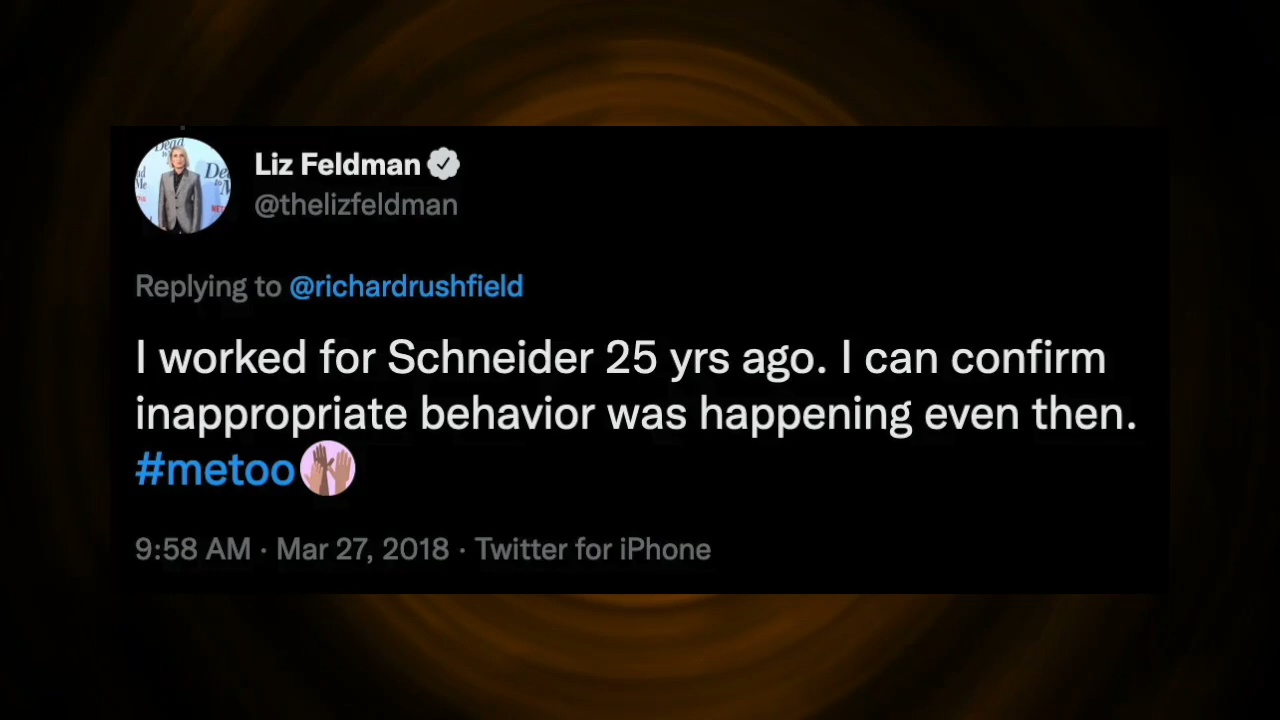 Liz Feldman
@thelizfeldman
Replying to @richardrushfield
I worked for Schneider 25 yrs ago. I can confirm
inappropriate behavior was happening even then.
#metoo
9:58 AM · Mar 27, 2018 · Twitter for iPhone